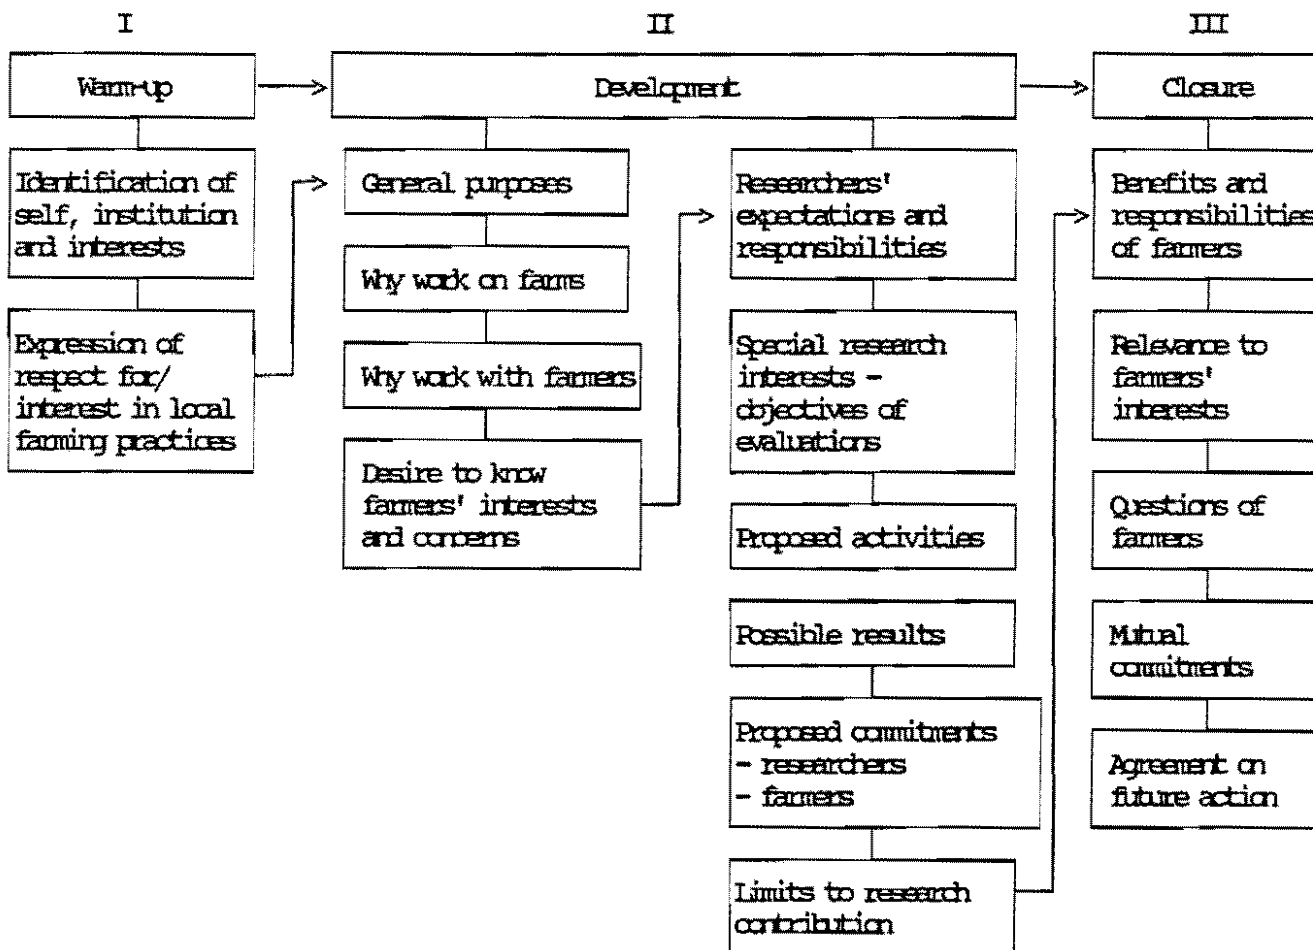 I
II
III
Warm-up
Development
Closure
Identification of
self, institution
and interests
Expression of
respect for/
interest in local
farming practices
General purposes
Why work on farms
Why work with farmers
Desire to know
farmers' interests
and concerns
Researchers'
expectations and
responsibilities
Special research
interests -
objectives of
evaluations
Proposed activities
Possible results
Proposed commitments
- researchers
- farmers
Limits to research
contribution
Benefits and
responsibilities
of farmers
Relevance to
farmers'
interests
Questions of
farmers
Mutual
commitments
Agreement on
future action